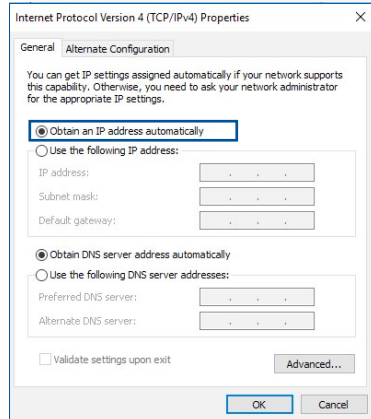 Internet Protocol Version 4 (TCP/IPv4) Properties
General
Alternate Configuration
You can get IP settings assigned automatically if your network supports
this capability. Otherwise, you need to ask your network administrator
for the appropriate IP settings.
Obtain an IP address automatically
Use the following IP address:
IP address:
Subnet mask:
Default gateway:
Obtain DNS server address automatically
Use the following DNS server addresses:
Preferred DNS server:
Alternate DNS server:
Validate settings upon exit
Advanced...
OK
Cancel